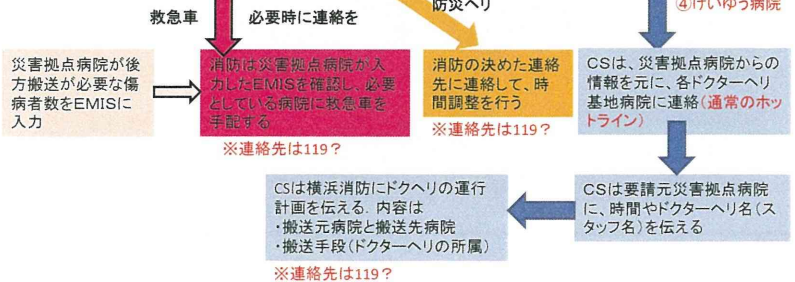 防災ヘリ
④けいゆう病院
救急車
必要時に連絡を
災害拠点病院が後
方搬送が必要な傷
病者数をEMISに
入力
消防は災害拠点病院が入
力したEMISを確認し、必要
としている病院に救急車を
手配する
※連絡先は119？
消防の決めた連絡
先に連絡して、時
間調整を行う
※連絡先は119？
CSは、災害拠点病院からの
情報を元に、各ドクターヘリ
基地病院に連絡(通常のホッ
トライン)
CSは要請元災害拠点病院
に、時間やドクターヘリ名(ス
タッフ名)を伝える
CSは横浜消防にドクヘリの運行
計画を伝える. 内容は
・搬送元病院と搬送先病院
・搬送手段(ドクターヘリの所属)
※連絡先は119？